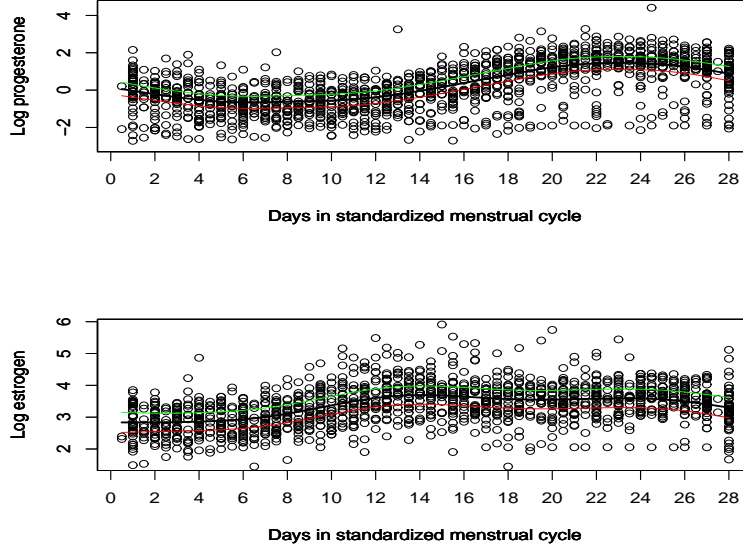 Log progesterone
4
2
0
-2
0 2 4 6 8 10 12 14 16 18 20 22 24 26 28
Days in standardized menstrual cycle
Log estrogen
6
5
4
3
2
0 2 4 6 8 10 12 14 16 18 20 22 24 26 28
Days in standardized menstrual cycle